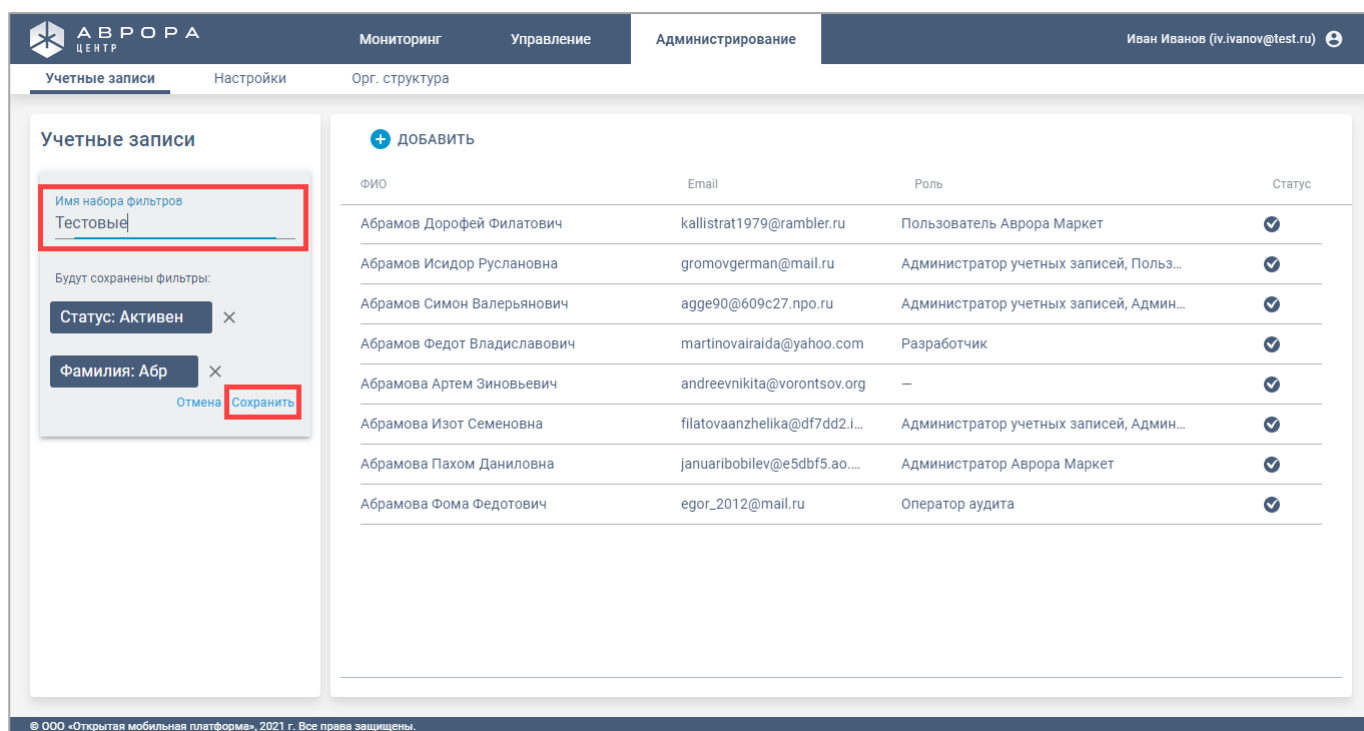 АВРОРА
ЦЕНТР
Мониторинг Управление Администрирование Иван Иванов (iv.ivanov@test.ru)
Учетные записи Настройки Орг. структура
Учетные записи
ДОБАВИТЬ
Имя набора фильтров
Тестовые
Будут сохранены фильтры:
Статус: Активен
Фамилия: Абр
Отмена Сохранить
ФИО Email Роль Статус
Абрамов Дорофей Филатович kallistrat1979@rambler.ru Пользователь Аврора Маркет
Абрамов Исидор Руслановна gromovgerman@mail.ru Администратор учетных записей, Польз...
Абрамов Симон Валерьянович agge90@609c27.npo.ru Администратор учетных записей, Админ...
Абрамов Федот Владиславович martinovairaida@yahoo.com Разработчик
Абрамова Артем Зиновьевич andreevnikita@vorontsov.org —
Абрамова Изот Семеновна filatovaanzhelika@df7dd2.i... Администратор учетных записей, Админ...
Абрамова Пахом Даниловна januaribobilev@e5dbf5.ao.... Администратор Аврора Маркет
Абрамова Фома Федотович egor_2012@mail.ru Оператор аудита
© ООО «Открытая мобильная платформа», 2021 г. Все права защищены.